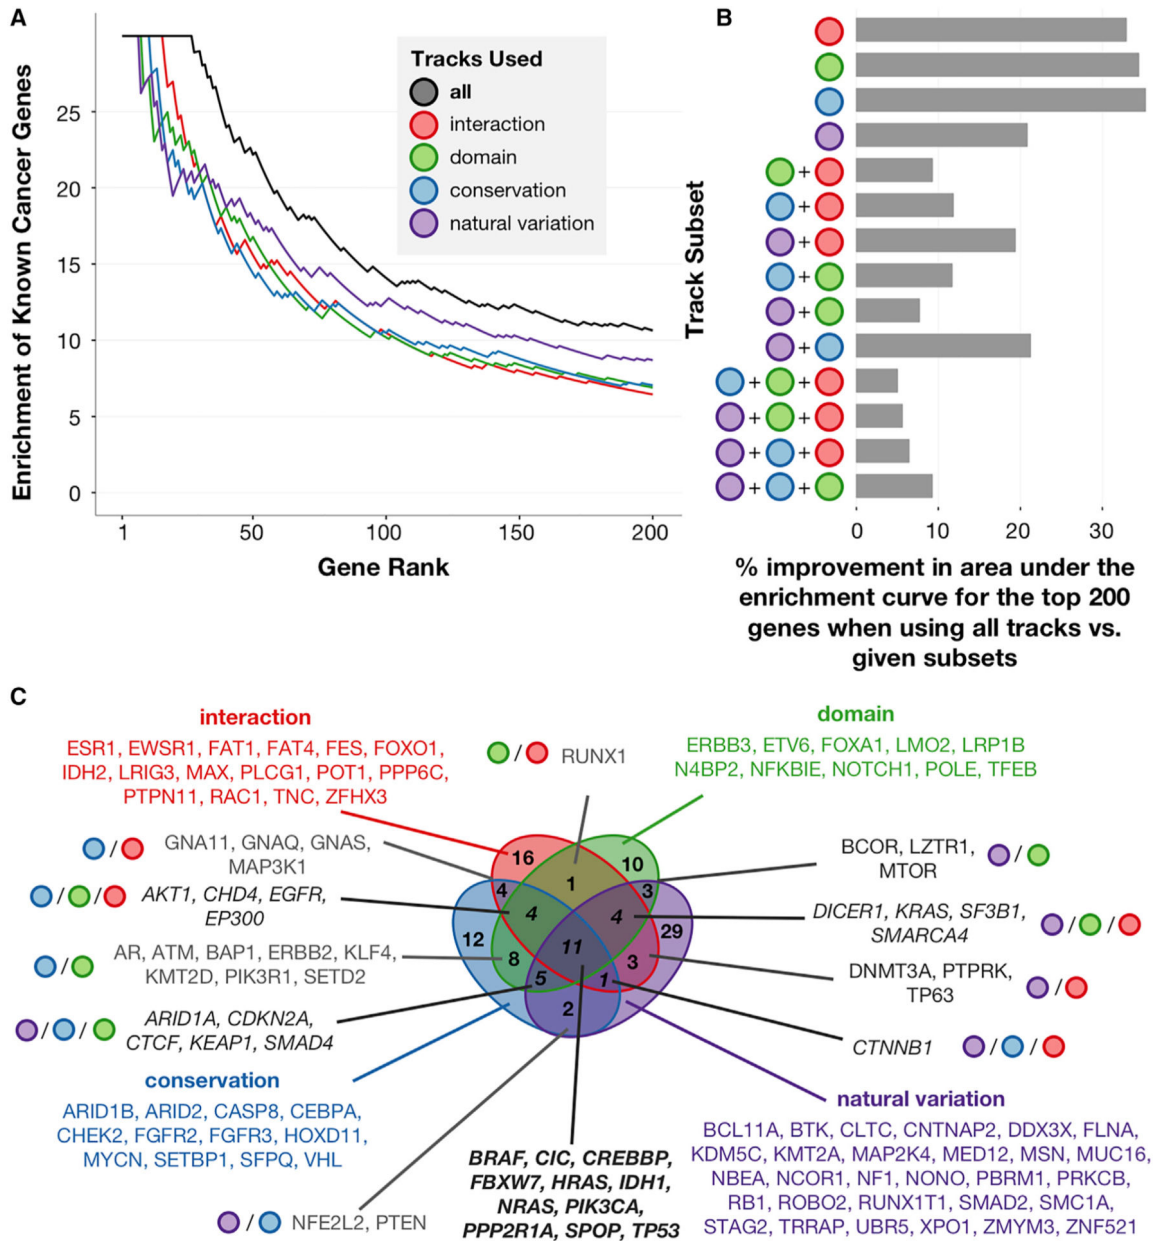 A
Enrichment of Known Cancer Genes
25
20
15
10
5
0
1
50
100
150
200
Gene Rank
Tracks Used
all
interaction
domain
conservation
natural variation
B
Track Subset
+
+
+
+
+
+
+ +
+ +
+ +
+ +
0
10
20
30
% improvement in area under the
enrichment curve for the top 200
genes when using all tracks vs.
given subsets
C
interaction
ESR1, EWSR1, FAT1, FAT4, FES, FOXO1,
IDH2, LRIG3, MAX, PLCG1, POT1, PPP6C,
PTPN11, RAC1, TNC, ZFHX3
/ RUNX1
domain
ERBB3, ETV6, FOXA1, LMO2, LRP1B
N4BP2, NFKBIE, NOTCH1, POLE, TFEB
/ GNA11, GNAQ, GNAS,
MAP3K1
/ / AKT1, CHD4, EGFR,
EP300
/ AR, ATM, BAP1, ERBB2, KLF4,
KMT2D, PIK3R1, SETD2
/ / ARID1A, CDKN2A,
CTCF, KEAP1, SMAD4
16
10
1
4
3
4
4
12
29
11
8
3
5
1
2
BCOR, LZTR1,
MTOR /
DICER1, KRAS, SF3B1,
SMARCA4 / /
DNMT3A, PTPRK,
TP63 /
CTNNB1 / /
conservation
ARID1B, ARID2, CASP8, CEBPA,
CHEK2, FGFR2, FGFR3, HOXD11,
MYCN, SETBP1, SFPQ, VHL
/ NFE2L2, PTEN
BRAF, CIC, CREBBP,
FBXW7, HRAS, IDH1,
NRAS, PIK3CA,
PPP2R1A, SPOP, TP53
natural variation
BCL11A, BTK, CLTC, CNTNAP2, DDX3X, FLNA,
KDM5C, KMT2A, MAP2K4, MED12, MSN, MUC16,
NBEA, NCOR1, NF1, NONO, PBRM1, PRKCB,
RB1, ROBO2, RUNX1T1, SMAD2, SMC1A,
STAG2, TRRAP, UBR5, XPO1, ZMYM3, ZNF521